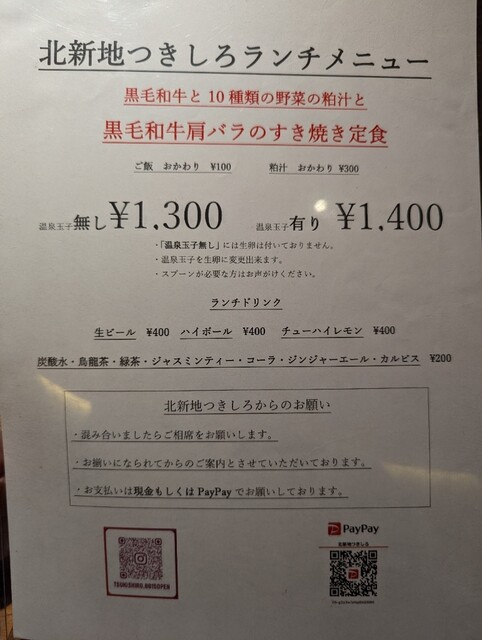 北新地つきしろランチメニュー
黒毛和牛と10種類の野菜の粕汁と
黒毛和牛肩バラのすき焼き定食
ご飯 おかわり ¥100 粕汁 おかわり ¥300
温泉玉子無し¥1,300 温泉玉子有り ¥1,400
・「温泉玉子無し」には生卵は付いておりません。
・温泉玉子を生卵に変更出来ます。
・スプーンが必要な方はお声がけください。
ランチドリンク
生ビール ¥400 ハイボール ¥400 チューハイレモン ¥400
炭酸水・烏龍茶・緑茶・ジャスミンティー・コーラ・ジンジャーエール・カルピス ¥200
北新地つきしろからのお願い
・混み合いましたらご相席をお願いします。
・お揃いになられてからのご案内とさせていただいております。
・お支払いは現金もしくはPayPayでお願いしております。
PayPay
北新地つきしろ